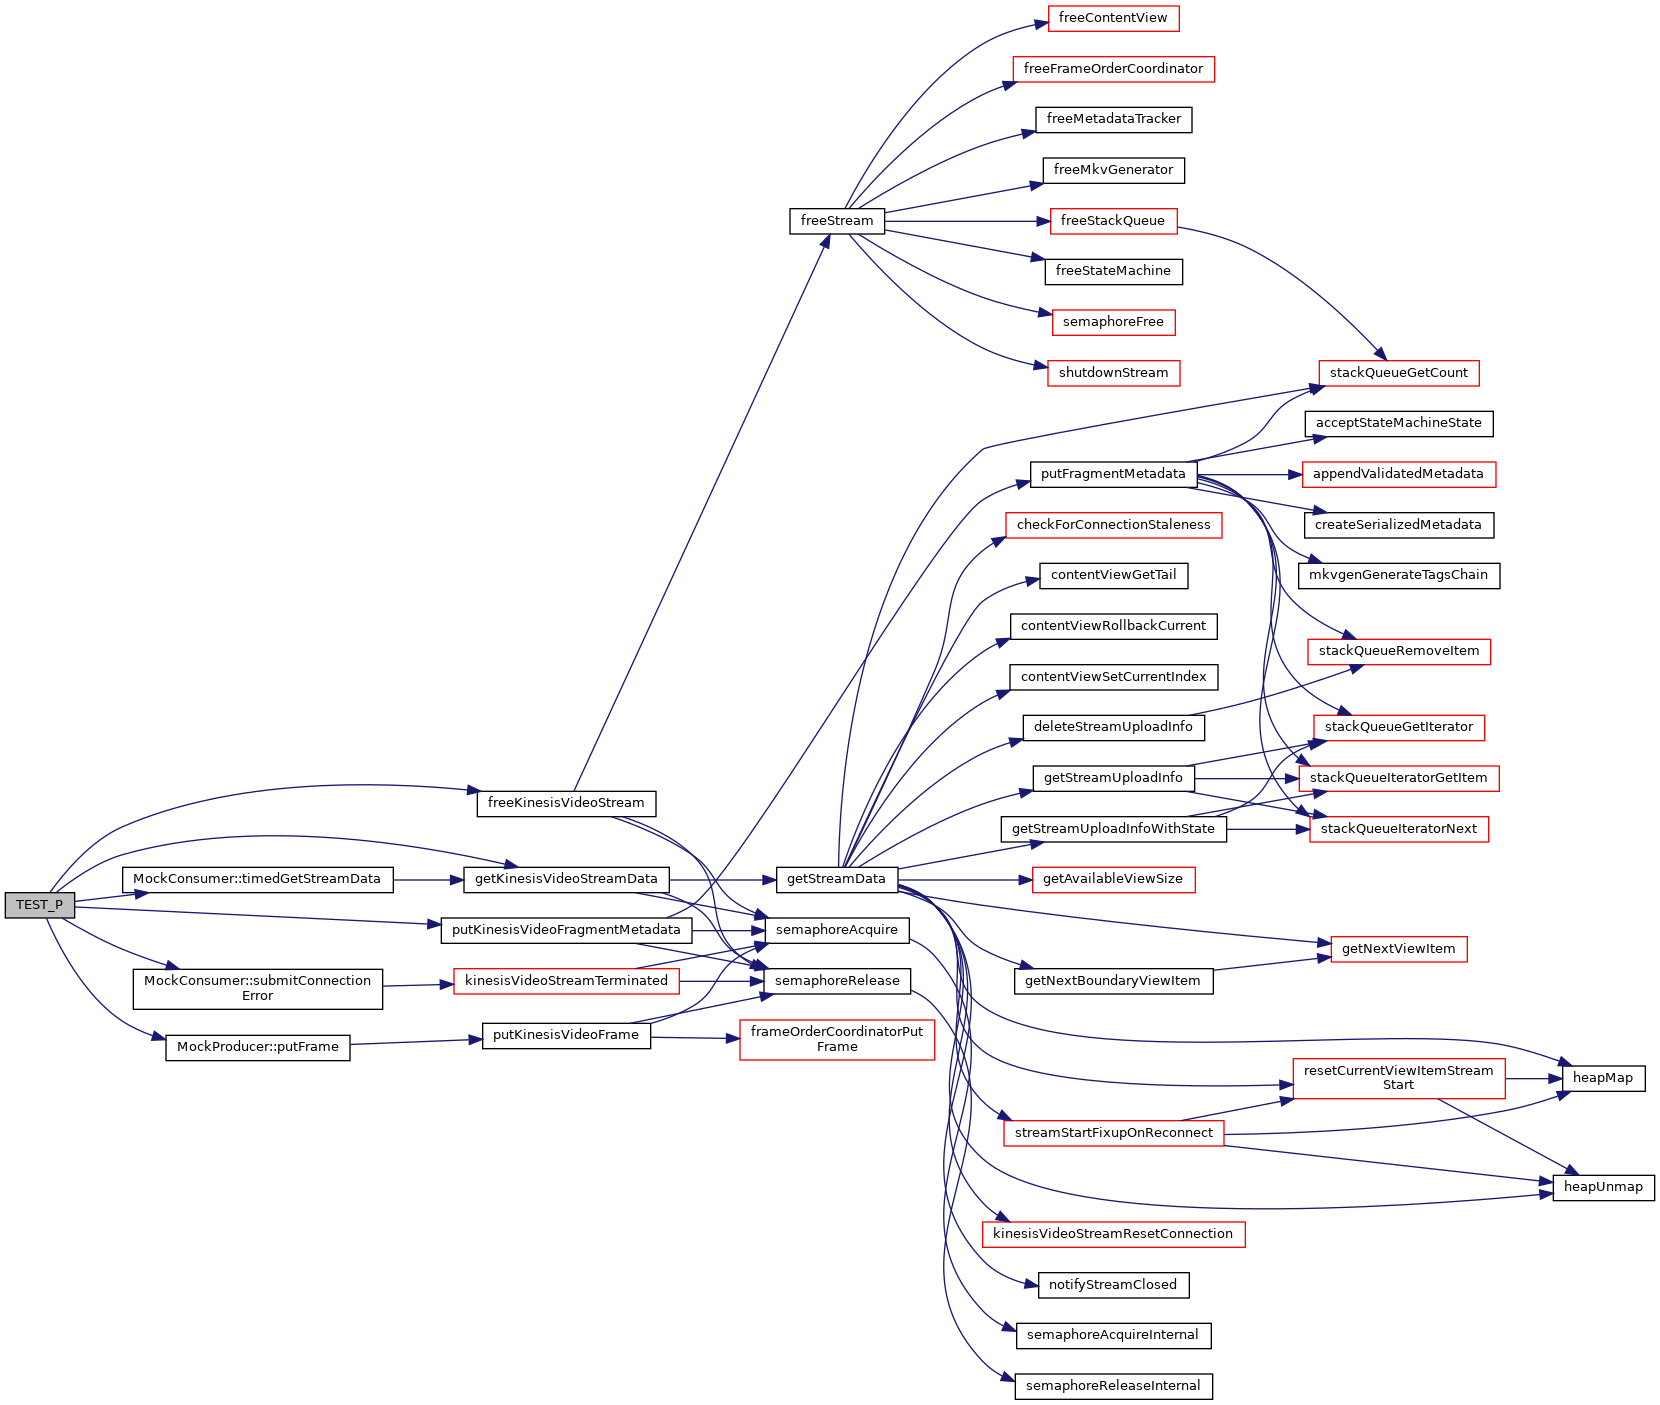 freeContentView
freeFrameOrderCoordinator
freeMetadataTracker
freeMkvGenerator
freeStream
freeStackQueue
freeStateMachine
semaphoreFree
shutdownStream
stackQueueGetCount
acceptStateMachineState
putFragmentMetadata
appendValidatedMetadata
checkForConnectionStaleness
createSerializedMetadata
contentViewGetTail
mkvgenGenerateTagsChain
contentViewRollbackCurrent
stackQueueRemoveItem
contentViewSetCurrentIndex
deleteStreamUploadInfo
stackQueueGetIterator
getStreamUploadInfo
stackQueueIteratorGetItem
freeKinesisVideoStream
getStreamUploadInfoWithState
stackQueueIteratorNext
MockConsumer::timedGetStreamData
getKinesisVideoStreamData
getStreamData
getAvailableViewSize
TEST_P
putKinesisVideoFragmentMetadata
semaphoreAcquire
getNextViewItem
MockConsumer::submitConnection
Error
kinesisVideoStreamTerminated
semaphoreRelease
getNextBoundaryViewItem
MockProducer::putFrame
putKinesisVideoFrame
frameOrderCoordinatorPut
Frame
resetCurrentViewItemStream
Start
heapMap
streamStartFixupOnReconnect
heapUnmap
kinesisVideoStreamResetConnection
notifyStreamClosed
semaphoreAcquireInternal
semaphoreReleaseInternal